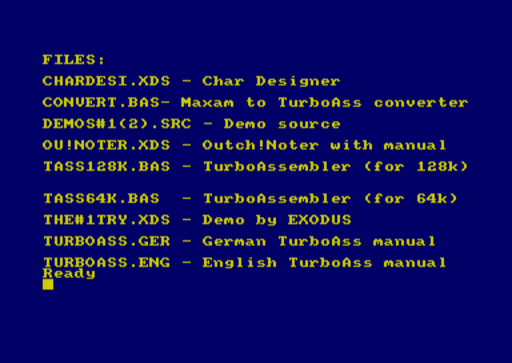 FILES:
CHARDESI.XDS - Char Designer
CONVERT.BAS- Maxam to TurboAss converter
DEMOS#1(2).SRC - Demo source
OU!NOTER.XDS - Outch!Noter with manual
TASS128K.BAS - TurboAssembler (for 128k)
TASS64K.BAS  - TurboAssembler (for 64k)
THE#1TRY.XDS - Demo by EXODUS
TURBOASS.GER - German TurboAss manual
TURBOASS.ENG - English TurboAss manual
Ready